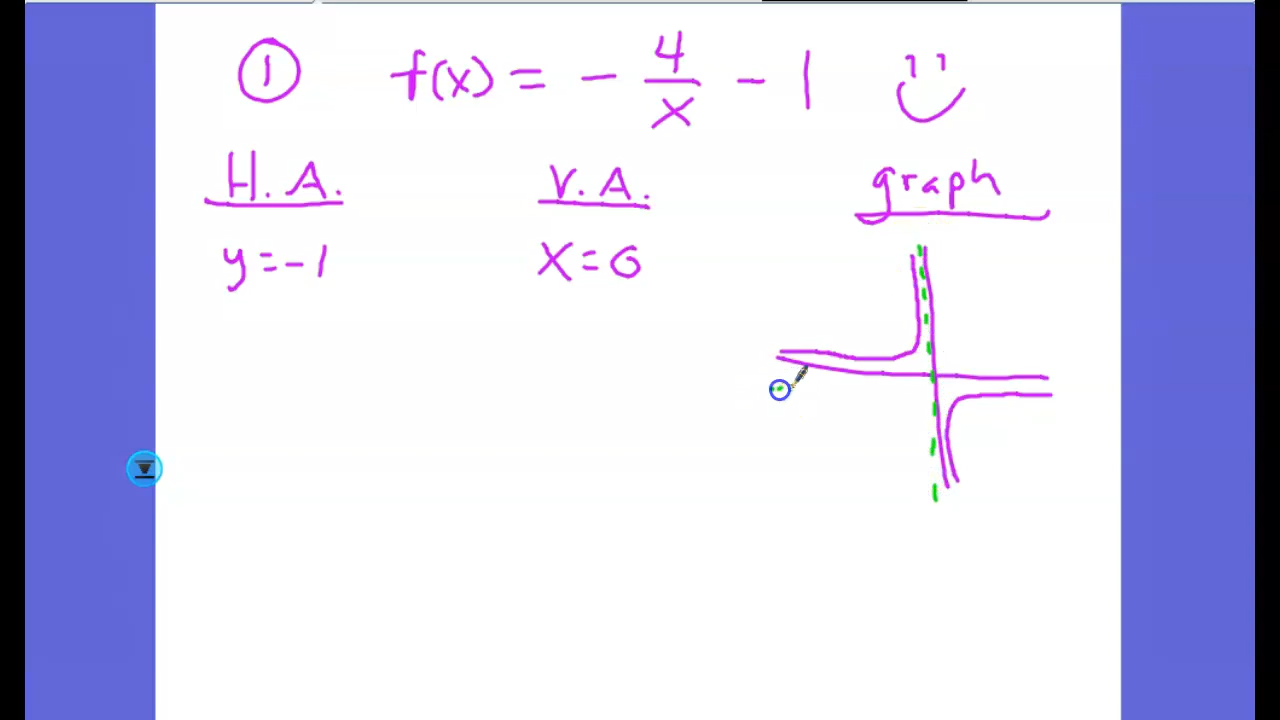 ① f(x) = - 4/x - 1
H.A. V.A. graph
y=-1 x=0